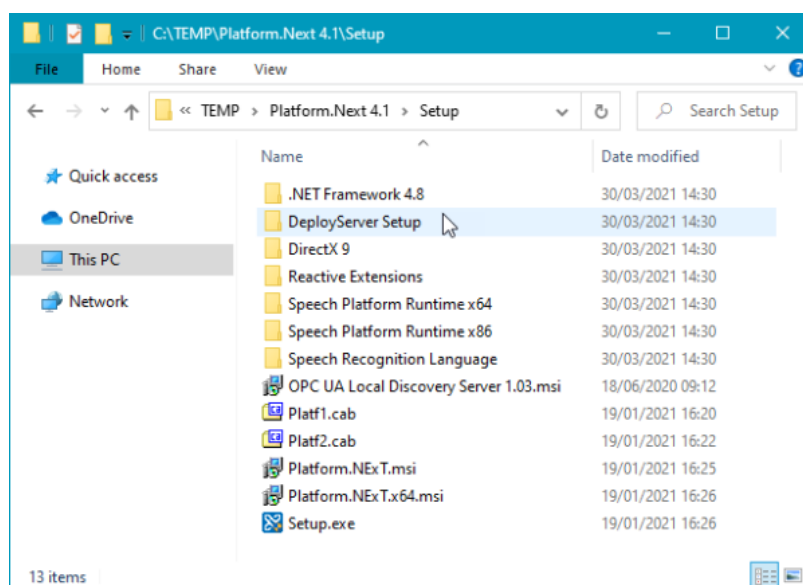 C:\TEMP\Platform.Next 4.1\Setup
File Home Share View
« TEMP > Platform.Next 4.1 > Setup Search Setup
Name Date modified
Quick access
OneDrive
This PC
Network
.NET Framework 4.8 30/03/2021 14:30
DeployServer Setup 30/03/2021 14:30
DirectX 9 30/03/2021 14:30
Reactive Extensions 30/03/2021 14:30
Speech Platform Runtime x64 30/03/2021 14:30
Speech Platform Runtime x86 30/03/2021 14:30
Speech Recognition Language 30/03/2021 14:30
OPC UA Local Discovery Server 1.03.msi 18/06/2020 09:12
Platf1.cab 19/01/2021 16:20
Platf2.cab 19/01/2021 16:22
Platform.NExT.msi 19/01/2021 16:25
Platform.NExT.x64.msi 19/01/2021 16:26
Setup.exe 19/01/2021 16:26
13 items